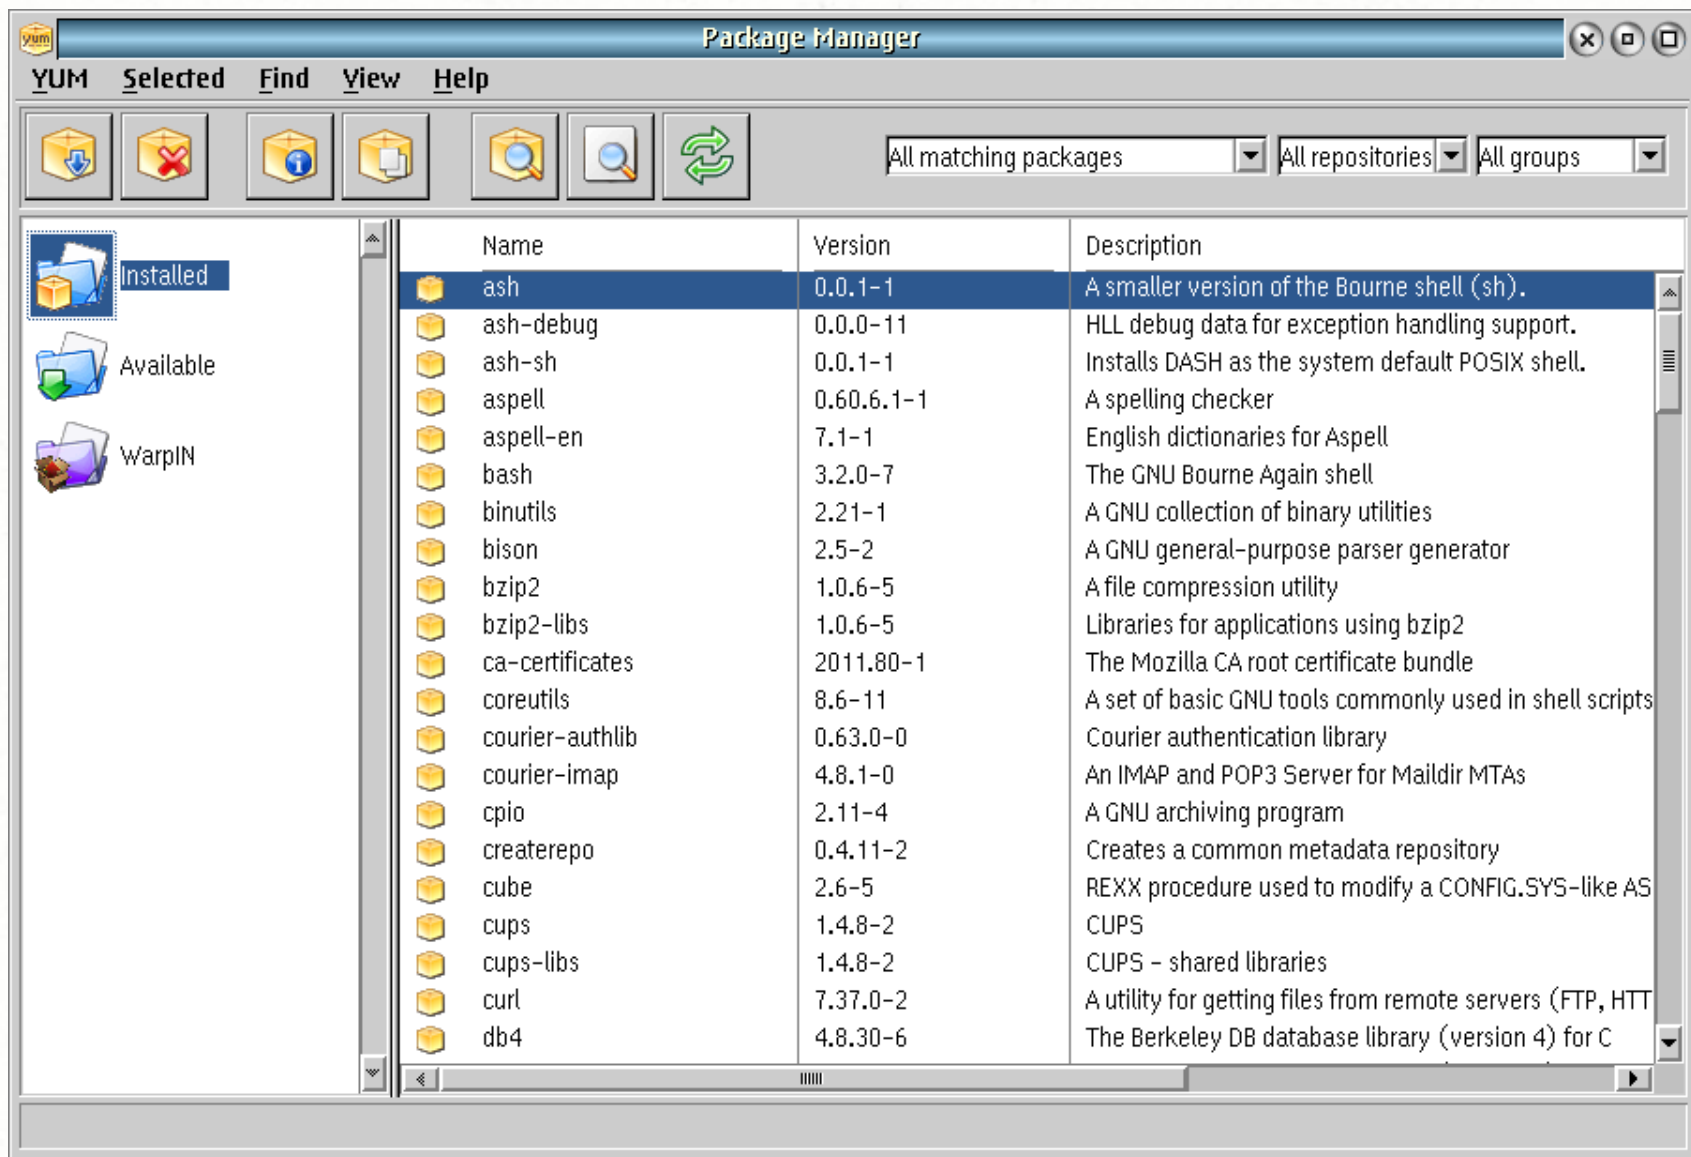 yum Package Manager
YUM Selected Find View Help
All matching packages All repositories All groups
Installed
Available
WarpIN
Name Version Description
ash 0.0.1-1 A smaller version of the Bourne shell (sh).
ash-debug 0.0.0-11 HLL debug data for exception handling support.
ash-sh 0.0.1-1 Installs DASH as the system default POSIX shell.
aspell 0.60.6.1-1 A spelling checker
aspell-en 7.1-1 English dictionaries for Aspell
bash 3.2.0-7 The GNU Bourne Again shell
binutils 2.21-1 A GNU collection of binary utilities
bison 2.5-2 A GNU general-purpose parser generator
bzip2 1.0.6-5 A file compression utility
bzip2-libs 1.0.6-5 Libraries for applications using bzip2
ca-certificates 2011.80-1 The Mozilla CA root certificate bundle
coreutils 8.6-11 A set of basic GNU tools commonly used in shell scripts
courier-authlib 0.63.0-0 Courier authentication library
courier-imap 4.8.1-0 An IMAP and POP3 Server for Maildir MTAs
cpio 2.11-4 A GNU archiving program
createrepo 0.4.11-2 Creates a common metadata repository
cube 2.6-5 REXX procedure used to modify a CONFIG.SYS-like AS
cups 1.4.8-2 CUPS
cups-libs 1.4.8-2 CUPS - shared libraries
curl 7.37.0-2 A utility for getting files from remote servers (FTP, HTT
db4 4.8.30-6 The Berkeley DB database library (version 4) for C